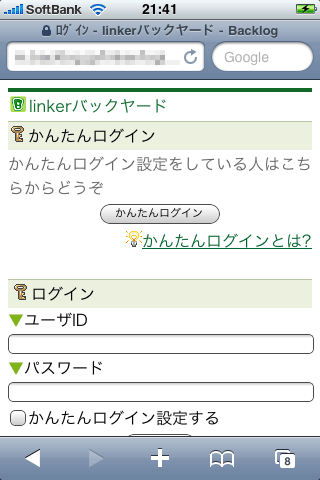 SoftBank 21:41
ﾛｸﾞｲﾝ - linkerバックヤード - Backlog
Google
linkerバックヤード
かんたんログイン
かんたんログイン設定をしている人はこち
らからどうぞ
かんたんログイン
かんたんログインとは?
ログイン
▼ユーザID
▼パスワード
かんたんログイン設定する
8